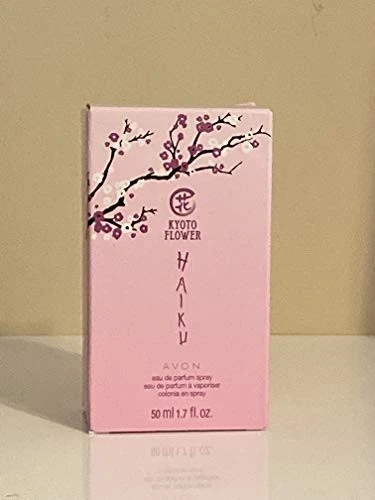 花
KYOTO
FLOWER
HAIKU
AVON
eau de parfum spray
eau de parfum à vaporiser
colonia en spray
50 ml 1.7 fl. oz.